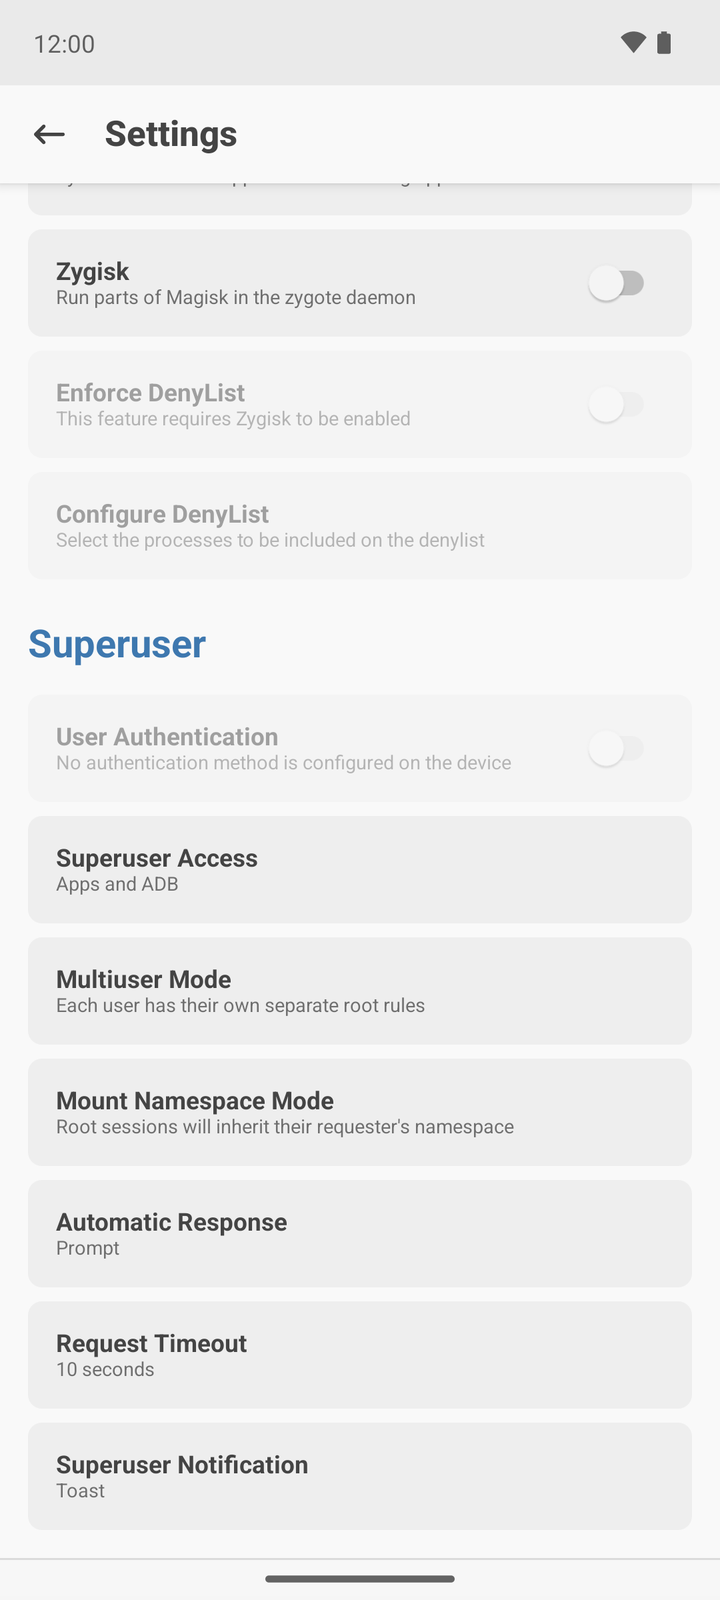 12:00
Settings
Zygisk
Run parts of Magisk in the zygote daemon
Enforce DenyList
This feature requires Zygisk to be enabled
Configure DenyList
Select the processes to be included on the denylist
Superuser
User Authentication
No authentication method is configured on the device
Superuser Access
Apps and ADB
Multiuser Mode
Each user has their own separate root rules
Mount Namespace Mode
Root sessions will inherit their requester's namespace
Automatic Response
Prompt
Request Timeout
10 seconds
Superuser Notification
Toast